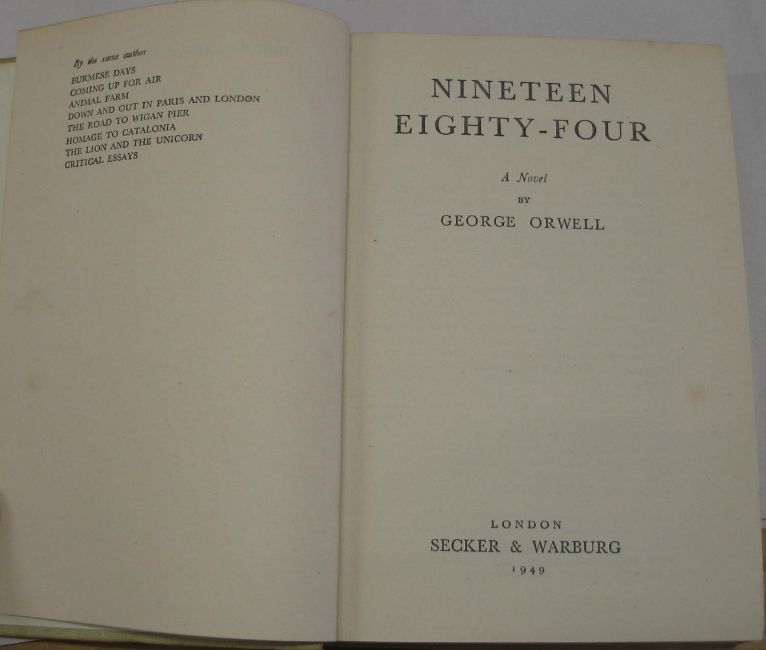 By the same author
BURMESE DAYS
COMING UP FOR AIR
ANIMAL FARM
DOWN AND OUT IN PARIS AND LONDON
THE ROAD TO WIGAN PIER
HOMAGE TO CATALONIA
THE LION AND THE UNICORN
CRITICAL ESSAYS
NINETEEN
EIGHTY-FOUR
A Novel
BY
GEORGE ORWELL
LONDON
SECKER & WARBURG
1949